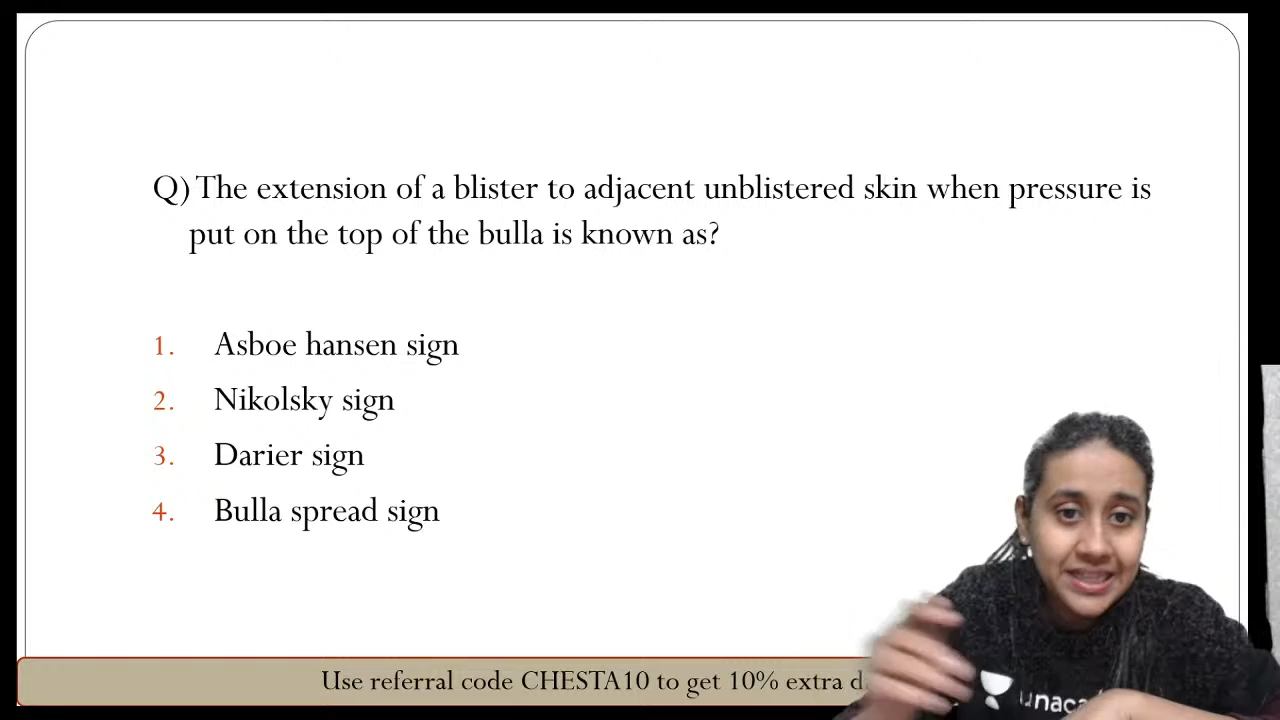 Q) The extension of a blister to adjacent unblistered skin when pressure is
put on the top of the bulla is known as?
1. Asboe hansen sign
2. Nikolsky sign
3. Darier sign
4. Bulla spread sign
Use referral code CHESTA10 to get 10% extra